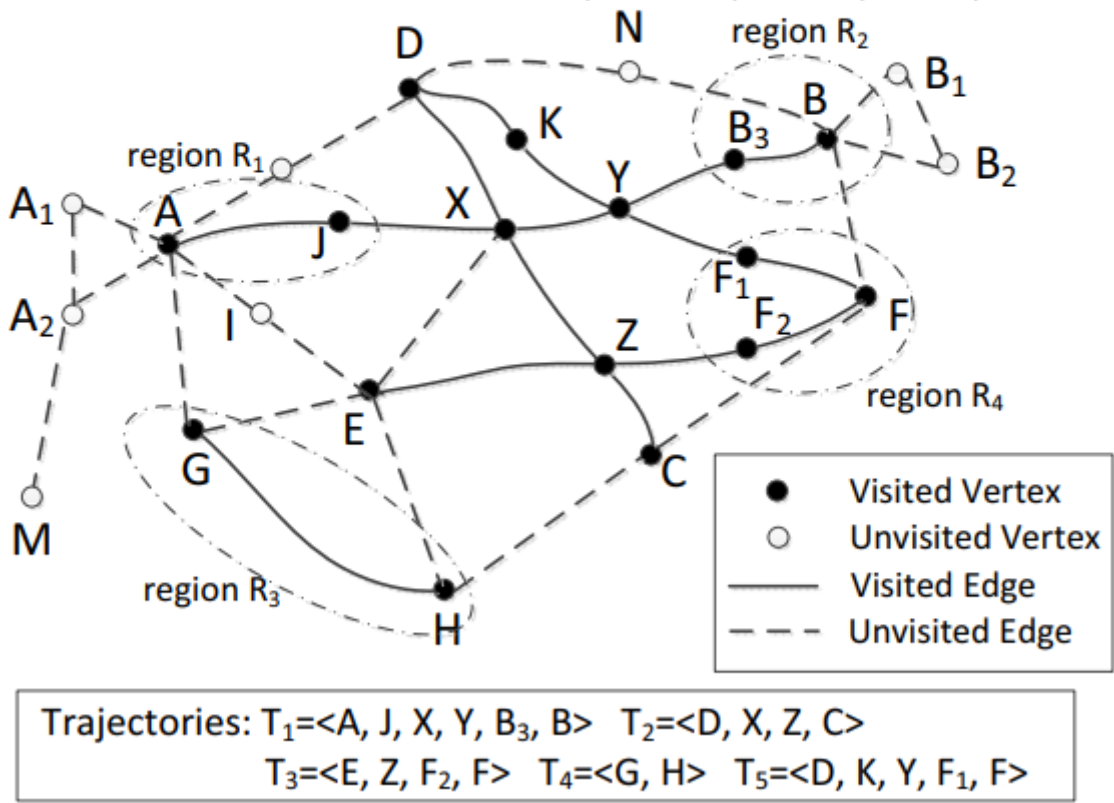 D
N
region R₂
B₁
B
K
B₃
region R₁
B₂
Y
A₁
A
X
J
F₁
A₂
I
F₂
F
Z
E
region R₄
G
C
Visited Vertex
M
Unvisited Vertex
region R₃
Visited Edge
H
Unvisited Edge
Trajectories: T₁=<A, J, X, Y, B₃, B> T₂=<D, X, Z, C>
T₃=<E, Z, F₂, F> T₄=<G, H> T₅=<D, K, Y, F₁, F>